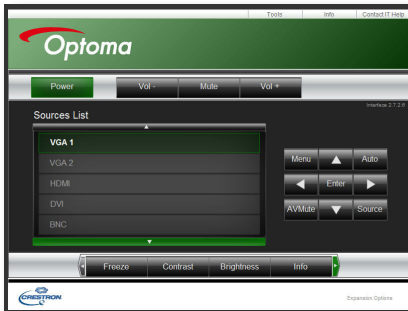 Tools Info Contact IT Help
Optoma
Power Vol - Mute Vol +
Interface 2.7.2.6
Sources List
VGA 1
VGA 2
HDMI
DVI
BNC
Menu Auto
Enter
AVMute Source
Freeze Contrast Brightness Info
CRESTRON
Expansion Options